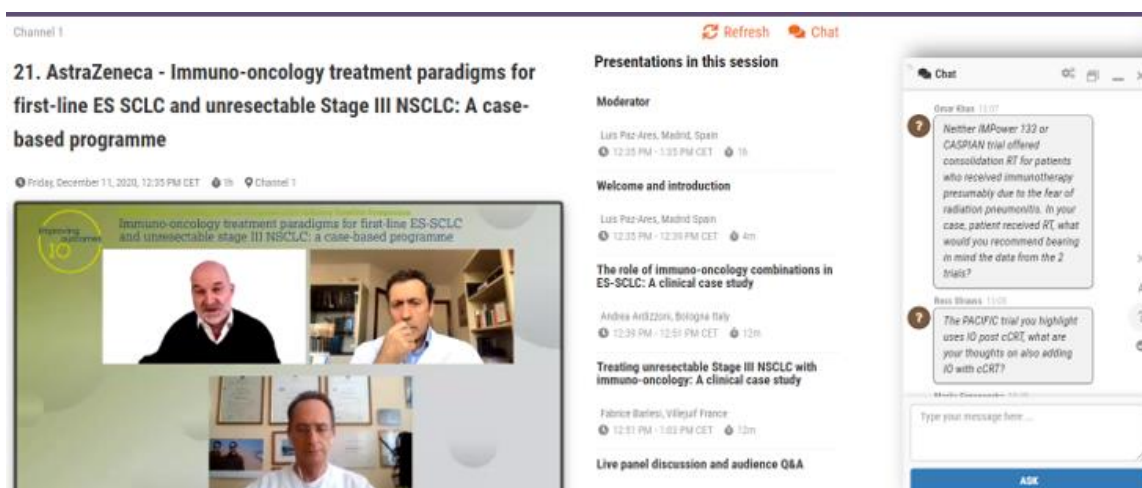 Channel 1
Refresh Chat
21. AstraZeneca - Immuno-oncology treatment paradigms for
first-line ES SCLC and unresectable Stage III NSCLC: A case-
based programme
Friday, December 11, 2020, 12:35 PM CET 1h Channel 1
improving
outcomes
IO
Immuno-oncology treatment paradigms for first-line ES-SCLC
and unresectable stage III NSCLC: a case-based programme
Presentations in this session
Moderator
Luis Paz-Ares, Madrid, Spain
12:35 PM - 1:35 PM CET 1h
Welcome and introduction
Luis Paz-Ares, Madrid Spain
12:35 PM - 12:39 PM CET 4m
The role of immuno-oncology combinations in
ES-SCLC: A clinical case study
Andrea Ardizzoni, Bologna Italy
12:39 PM - 12:51 PM CET 12m
Treating unresectable Stage III NSCLC with
immuno-oncology: A clinical case study
Fabrice Barlesi, Villejuif France
12:51 PM - 1:03 PM CET 12m
Live panel discussion and audience Q&A
Chat
Omar Khan 13:07
Neither IMPower 133 or
CASPIAN trial offered
consolidation RT for patients
who received immunotherapy
presumably due to the fear of
radiation pneumonitis. In your
case, patient received RT, what
would you recommend bearing
in mind the data from the 2
trials?
Ross
The PACIFIC trial you highlight
uses IO post cCRT, what are
your thoughts on also adding
IO with cCRT?
Type your message here ...
ASK